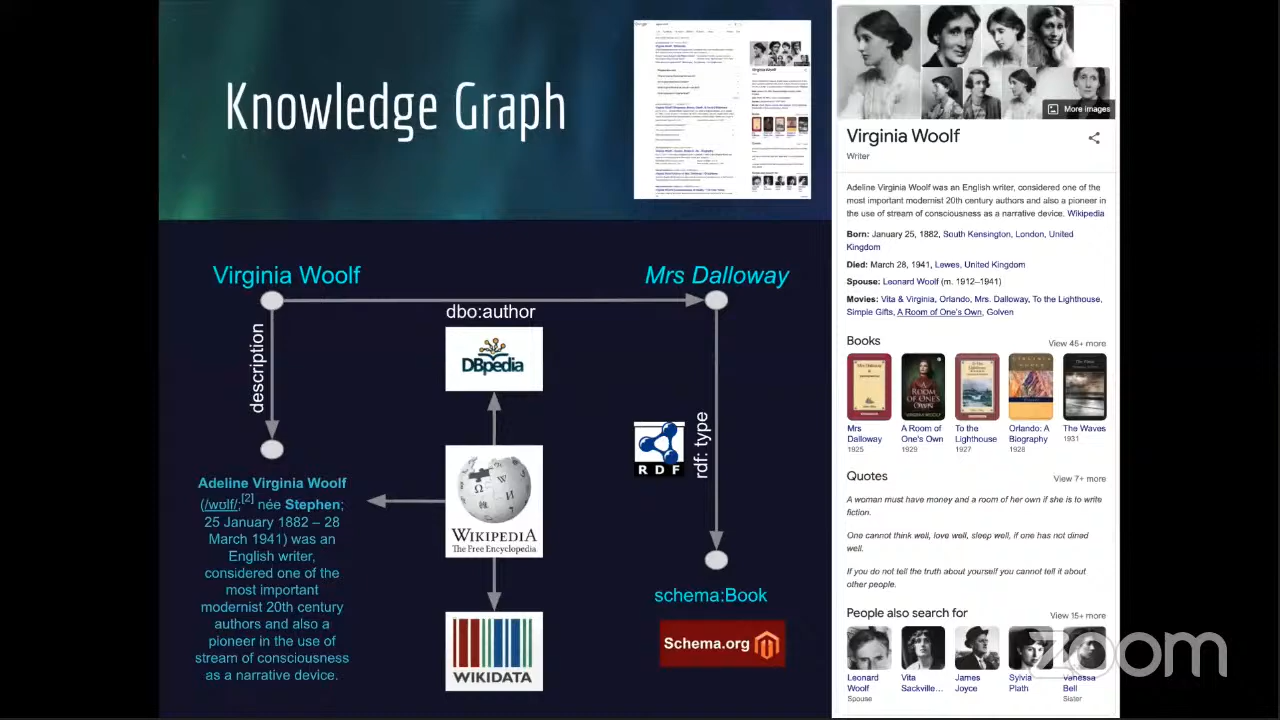 Virginia Woolf
Mrs Dalloway
dbo:author
description
DBpedia
rdf: type
RDF
Adeline Virginia Woolf
(/wʊlf/;[2] née Stephen;
25 January 1882 – 28
March 1941) was an
English writer,
considered one of the
most important
modernist 20th century
authors and also a
pioneer in the use of
stream of consciousness
as a narrative device.
WIKIPEDIA
The Free Encyclopedia
WIKIDATA
schema:Book
Schema.org
More images
Virginia Woolf
Writer
Adeline Virginia Woolf was an English writer, considered one of the
most important modernist 20th century authors and also a pioneer in
the use of stream of consciousness as a narrative device. Wikipedia
Born: January 25, 1882, South Kensington, London, United
Kingdom
Died: March 28, 1941, Lewes, United Kingdom
Spouse: Leonard Woolf (m. 1912–1941)
Movies: Vita & Virginia, Orlando, Mrs. Dalloway, To the Lighthouse,
Simple Gifts, A Room of One's Own, Golven
Books
View 45+ more
A ROOM OF ONE'S OWN
Mrs Dalloway
1925
A Room of One's Own
1929
To the Lighthouse
1927
Orlando: A Biography
1928
The Waves
1931
Quotes
View 7+ more
A woman must have money and a room of her own if she is to write
fiction.
One cannot think well, love well, sleep well, if one has not dined
well.
If you do not tell the truth about yourself you cannot tell it about
other people.
People also search for
View 15+ more
Leonard Woolf
Spouse
Vita Sackville...
James Joyce
Sylvia Plath
Vanessa Bell
Sister
zoom